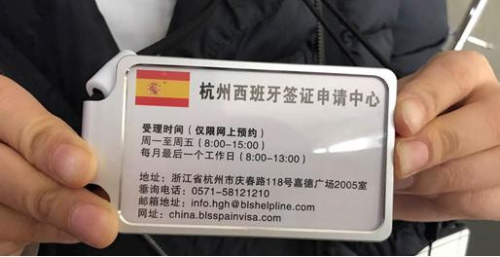 杭州西班牙签证申请中心
受理时间（仅限网上预约）
周一至周五（8:00-15:00）
每月最后一个工作日（8:00-13:00）
地址：浙江省杭州市庆春路118号嘉德广场2005室
垂询电话：0571-58121210
邮箱地址：info.hgh@blshelpline.com
网址：china.blsspainvisa.com